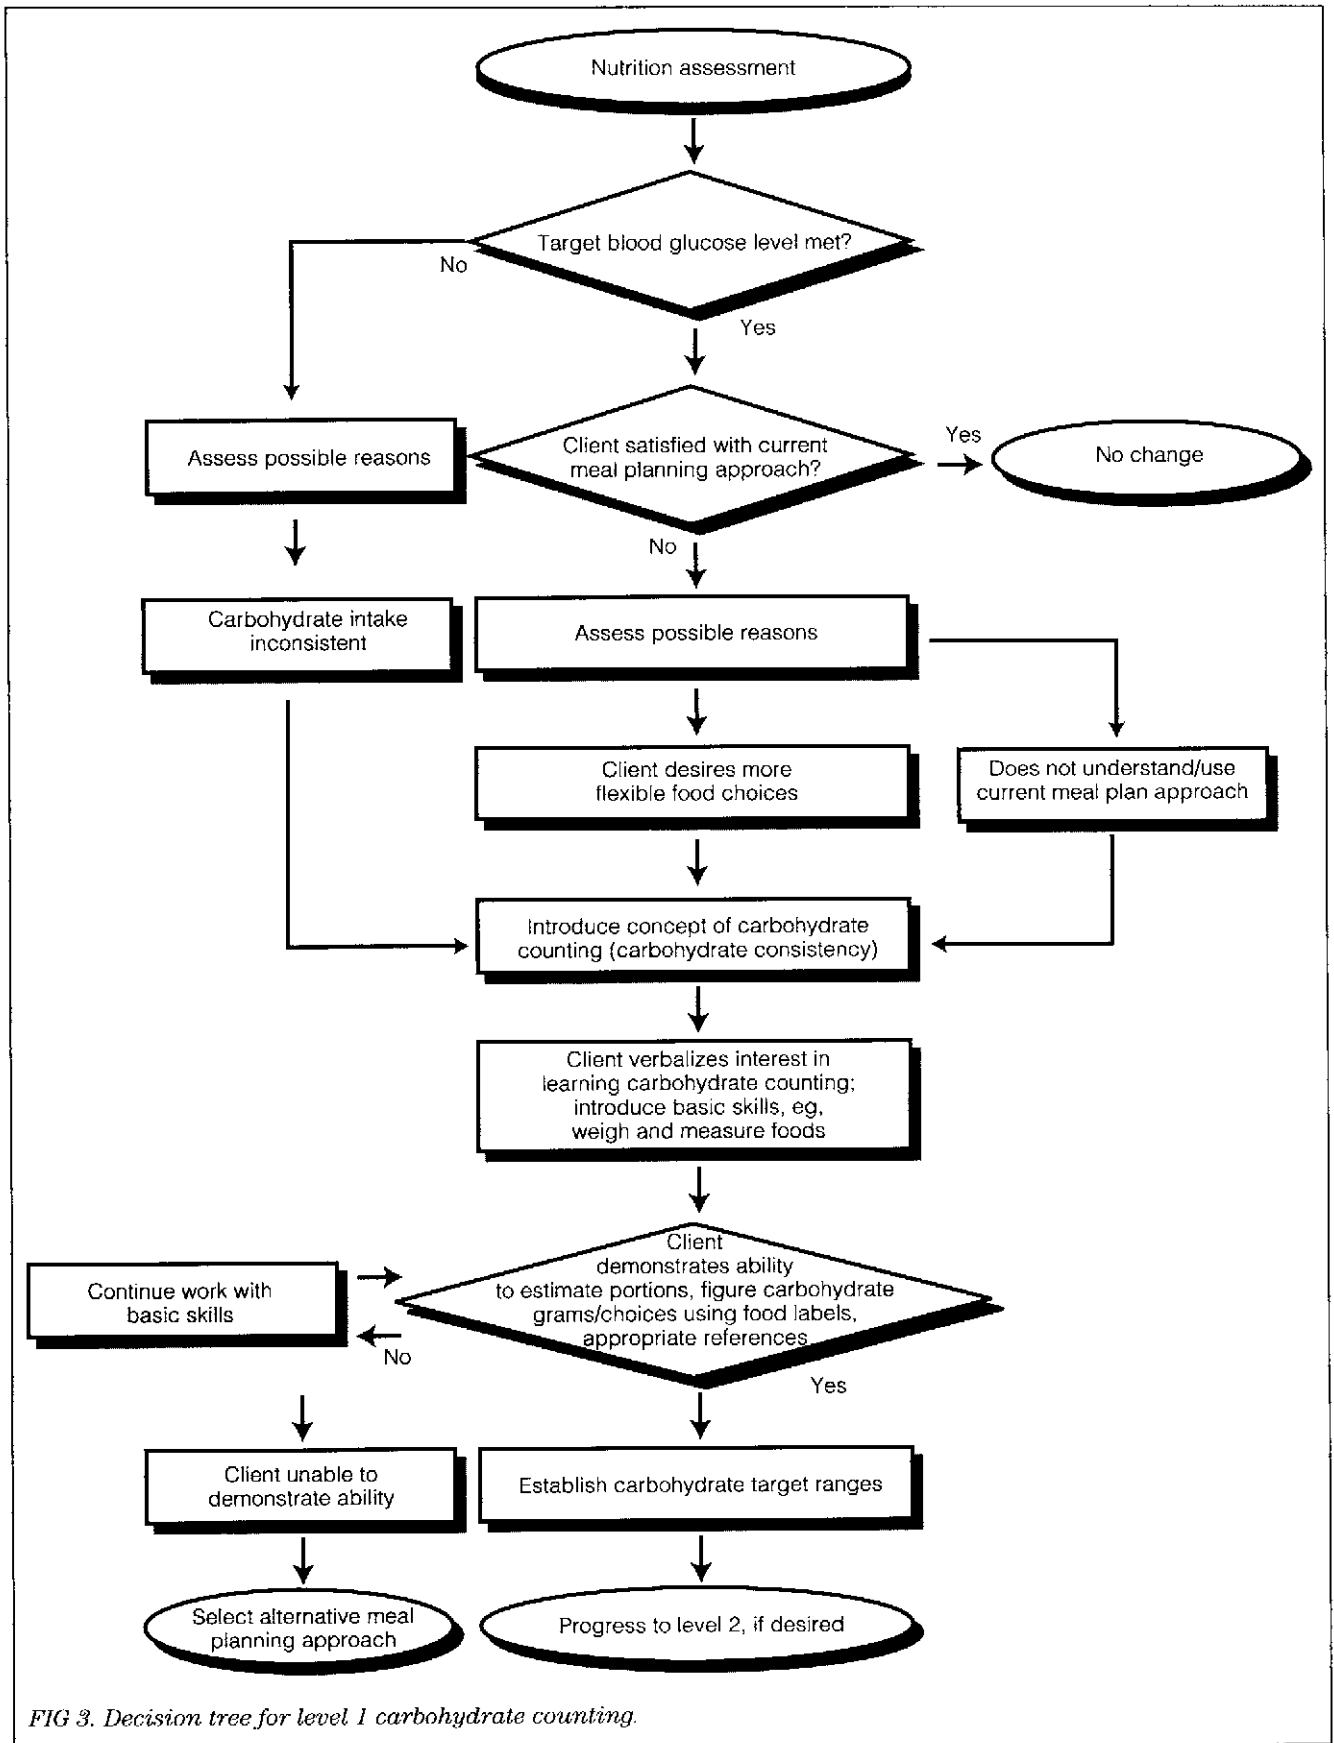 Nutrition assessment
Target blood glucose level met?
No
Yes
Assess possible reasons
Client satisfied with current
meal planning approach?
Yes
No change
No
Carbohydrate intake
inconsistent
Assess possible reasons
Client desires more
flexible food choices
Does not understand/use
current meal plan approach
Introduce concept of carbohydrate
counting (carbohydrate consistency)
Client verbalizes interest in
learning carbohydrate counting;
introduce basic skills, eg,
weigh and measure foods
Client
demonstrates ability
to estimate portions, figure carbohydrate
grams/choices using food labels,
appropriate references
Continue work with
basic skills
No
Yes
Client unable to
demonstrate ability
Establish carbohydrate target ranges
Select alternative meal
planning approach
Progress to level 2, if desired
FIG 3. Decision tree for level 1 carbohydrate counting.